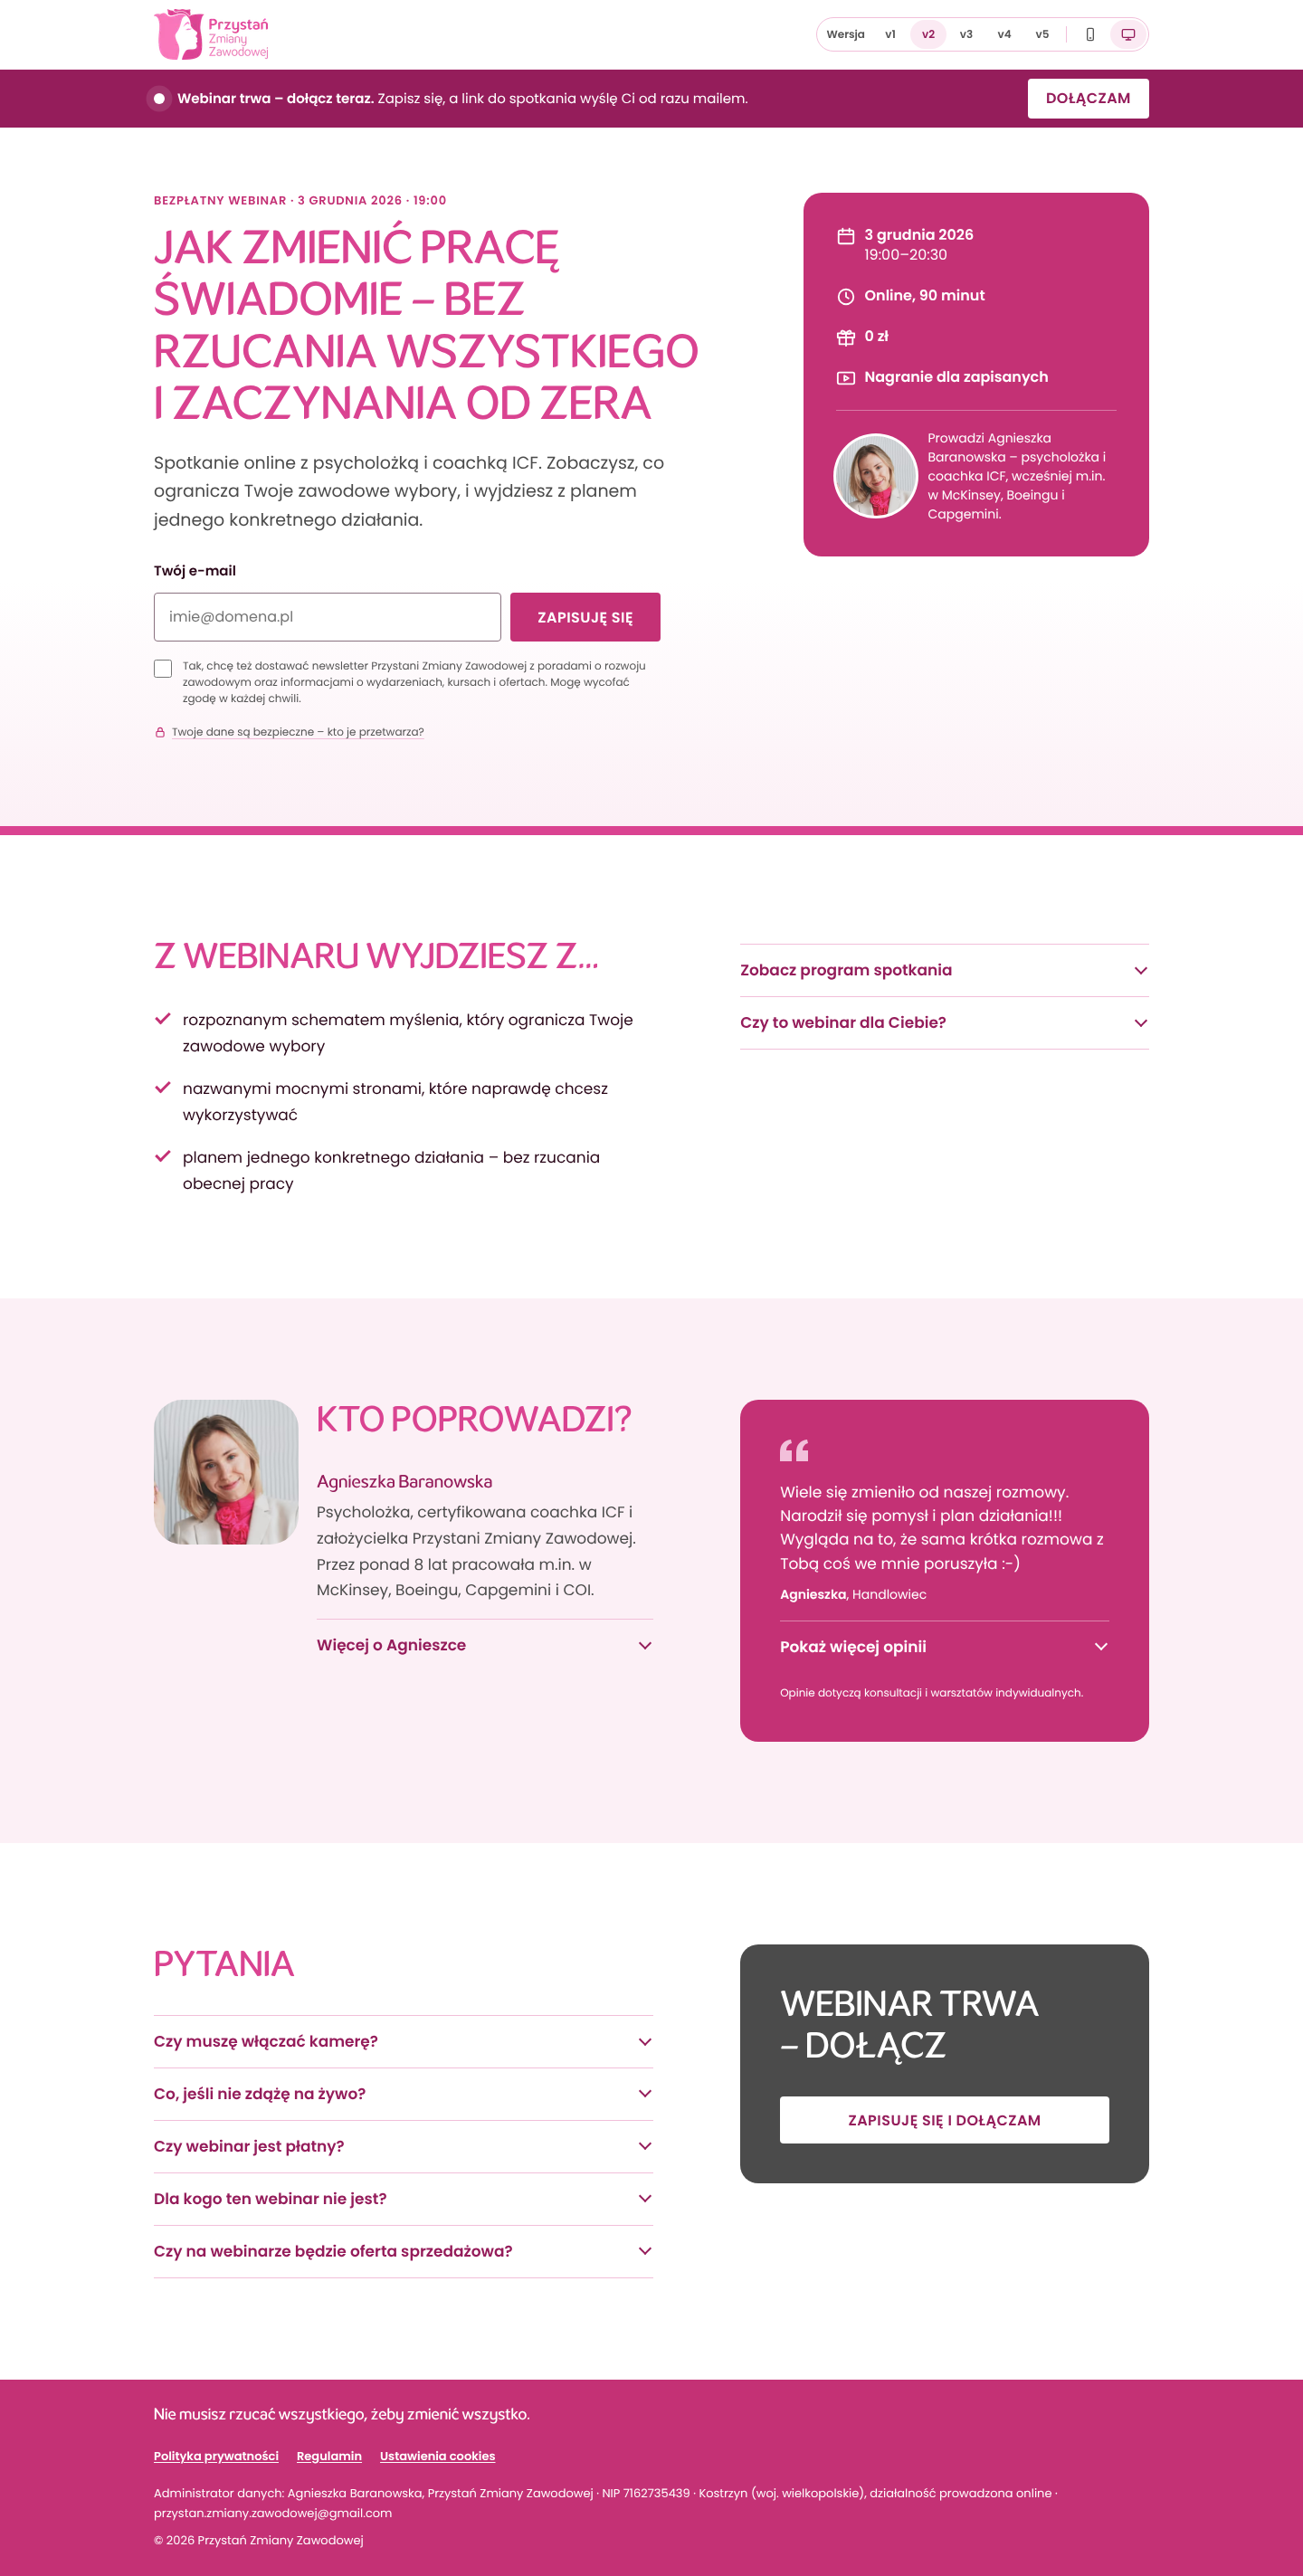 Przystań
Zmiany
Zawodowej
Wersja v1 v2 v3 v4 v5
Webinar trwa – dołącz teraz. Zapisz się, a link do spotkania wyślę Ci od razu mailem.
DOŁĄCZAM
BEZPŁATNY WEBINAR · 3 GRUDNIA 2026 · 19:00
JAK ZMIENIĆ PRACĘ
ŚWIADOMIE – BEZ
RZUCANIA WSZYSTKIEGO
I ZACZYNANIA OD ZERA
Spotkanie online z psycholożką i coachką ICF. Zobaczysz, co
ogranicza Twoje zawodowe wybory, i wyjdziesz z planem
jednego konkretnego działania.
Twój e-mail
imie@domena.pl
ZAPISUJĘ SIĘ
Tak, chcę też dostawać newsletter Przystani Zmiany Zawodowej z poradami o rozwoju
zawodowym oraz informacjami o wydarzeniach, kursach i ofertach. Mogę wycofać
zgodę w każdej chwili.
Twoje dane są bezpieczne – kto je przetwarza?
3 grudnia 2026
19:00–20:30
Online, 90 minut
0 zł
Nagranie dla zapisanych
Prowadzi Agnieszka
Baranowska – psycholożka i
coachka ICF, wcześniej m.in.
w McKinsey, Boeingu i
Capgemini.
Z WEBINARU WYJDZIESZ Z...
rozpoznanym schematem myślenia, który ogranicza Twoje
zawodowe wybory
nazwanymi mocnymi stronami, które naprawdę chcesz
wykorzystywać
planem jednego konkretnego działania – bez rzucania
obecnej pracy
Zobacz program spotkania
Czy to webinar dla Ciebie?
KTO POPROWADZI?
Agnieszka Baranowska
Psycholożka, certyfikowana coachka ICF i
założycielka Przystani Zmiany Zawodowej.
Przez ponad 8 lat pracowała m.in. w
McKinsey, Boeingu, Capgemini i COI.
Więcej o Agnieszce
Wiele się zmieniło od naszej rozmowy.
Narodził się pomysł i plan działania!!!
Wygląda na to, że sama krótka rozmowa z
Tobą coś we mnie poruszyła :-)
Agnieszka, Handlowiec
Pokaż więcej opinii
Opinie dotyczą konsultacji i warsztatów indywidualnych.
PYTANIA
Czy muszę włączać kamerę?
Co, jeśli nie zdążę na żywo?
Czy webinar jest płatny?
Dla kogo ten webinar nie jest?
Czy na webinarze będzie oferta sprzedażowa?
WEBINAR TRWA
– DOŁĄCZ
ZAPISUJĘ SIĘ I DOŁĄCZAM
Nie musisz rzucać wszystkiego, żeby zmienić wszystko.
Polityka prywatności Regulamin Ustawienia cookies
Administrator danych: Agnieszka Baranowska, Przystań Zmiany Zawodowej · NIP 7162735439 · Kostrzyn (woj. wielkopolskie), działalność prowadzona online ·
przystan.zmiany.zawodowej@gmail.com
© 2026 Przystań Zmiany Zawodowej